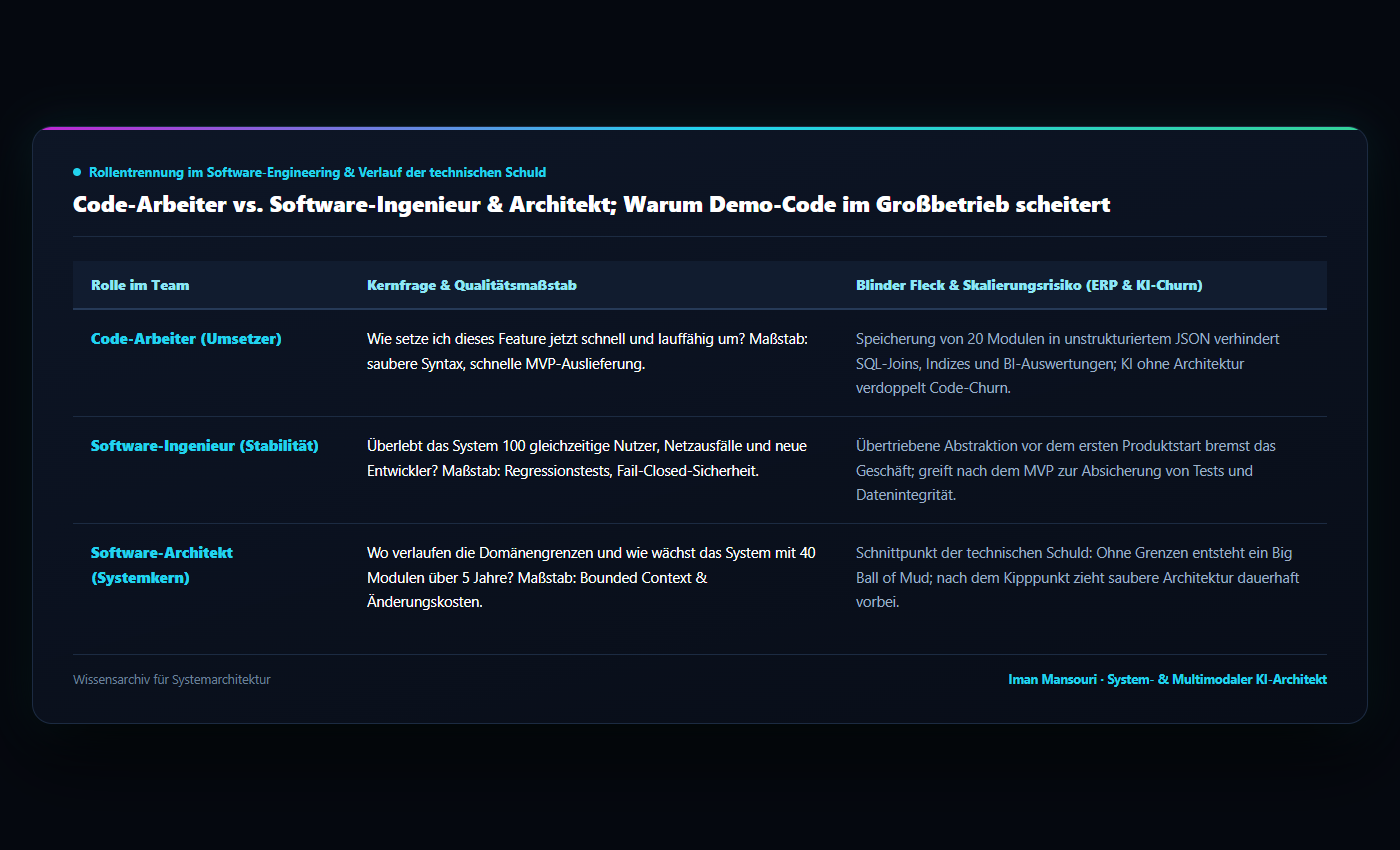 Rollentrennung im Software-Engineering & Verlauf der technischen Schuld
Code-Arbeiter vs. Software-Ingenieur & Architekt; Warum Demo-Code im Großbetrieb scheitert
Rolle im Team
Kernfrage & Qualitätsmaßstab
Blinder Fleck & Skalierungsrisiko (ERP & KI-Churn)
Code-Arbeiter (Umsetzer)
Wie setze ich dieses Feature jetzt schnell und lauffähig um? Maßstab:
saubere Syntax, schnelle MVP-Auslieferung.
Speicherung von 20 Modulen in unstrukturiertem JSON verhindert
SQL-Joins, Indizes und BI-Auswertungen; KI ohne Architektur
verdoppelt Code-Churn.
Software-Ingenieur (Stabilität)
Überlebt das System 100 gleichzeitige Nutzer, Netzausfälle und neue
Entwickler? Maßstab: Regressionstests, Fail-Closed-Sicherheit.
Übertriebene Abstraktion vor dem ersten Produktstart bremst das
Geschäft; greift nach dem MVP zur Absicherung von Tests und
Datenintegrität.
Software-Architekt
(Systemkern)
Wo verlaufen die Domänengrenzen und wie wächst das System mit 40
Modulen über 5 Jahre? Maßstab: Bounded Context &
Änderungskosten.
Schnittpunkt der technischen Schuld: Ohne Grenzen entsteht ein Big
Ball of Mud; nach dem Kipppunkt zieht saubere Architektur dauerhaft
vorbei.
Wissensarchiv für Systemarchitektur
Iman Mansouri · System- & Multimodaler KI-Architekt